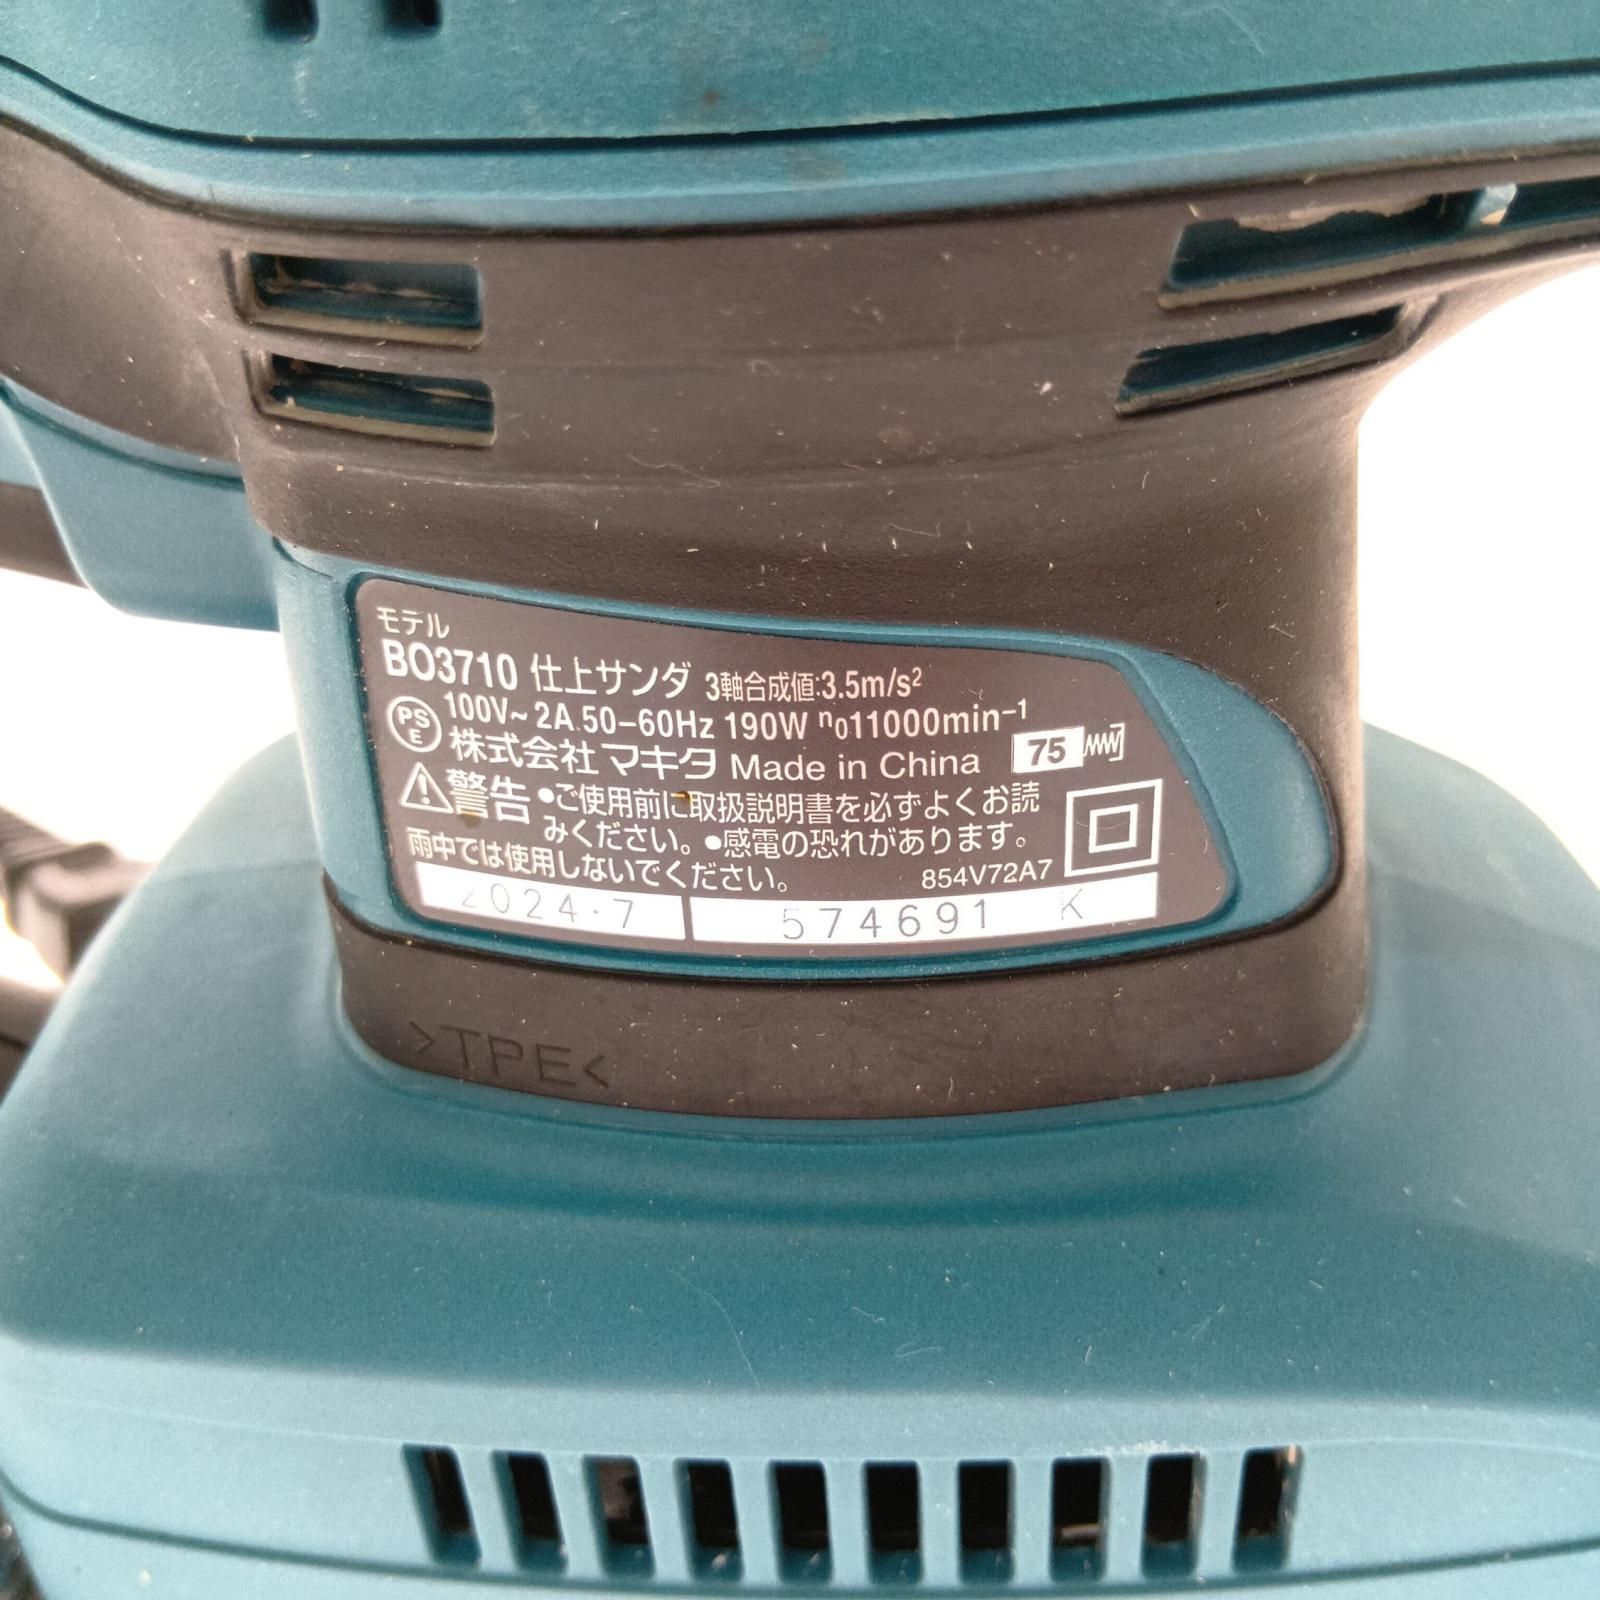 モデル
BO3710 仕上サンダ 3軸合成値:3.5m/s²
PSE 100V~ 2A 50-60Hz 190W n₀11000min⁻¹
株式会社マキタ Made in China 75
⚠警告 •ご使用前に取扱説明書を必ずよくお読
みください。•感電の恐れがあります。
雨中では使用しないでください。 854V72A7
2024・7 574691 K
>TPE<